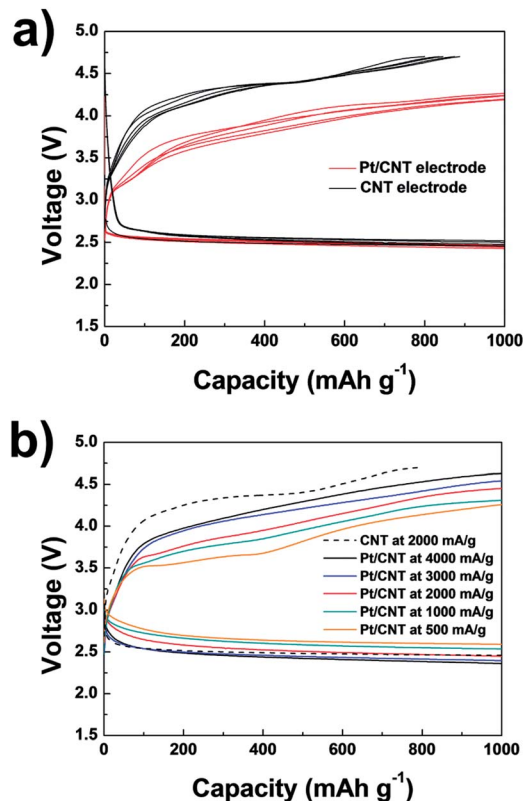 a)
5.0
4.5
4.0
3.5
3.0
2.5
2.0
1.5
Voltage (V)
Pt/CNT electrode
CNT electrode
0 200 400 600 800 1000
Capacity (mAh g⁻¹)
b)
5.0
4.5
4.0
3.5
3.0
2.5
2.0
1.5
Voltage (V)
CNT at 2000 mA/g
Pt/CNT at 4000 mA/g
Pt/CNT at 3000 mA/g
Pt/CNT at 2000 mA/g
Pt/CNT at 1000 mA/g
Pt/CNT at 500 mA/g
0 200 400 600 800 1000
Capacity (mAh g⁻¹)